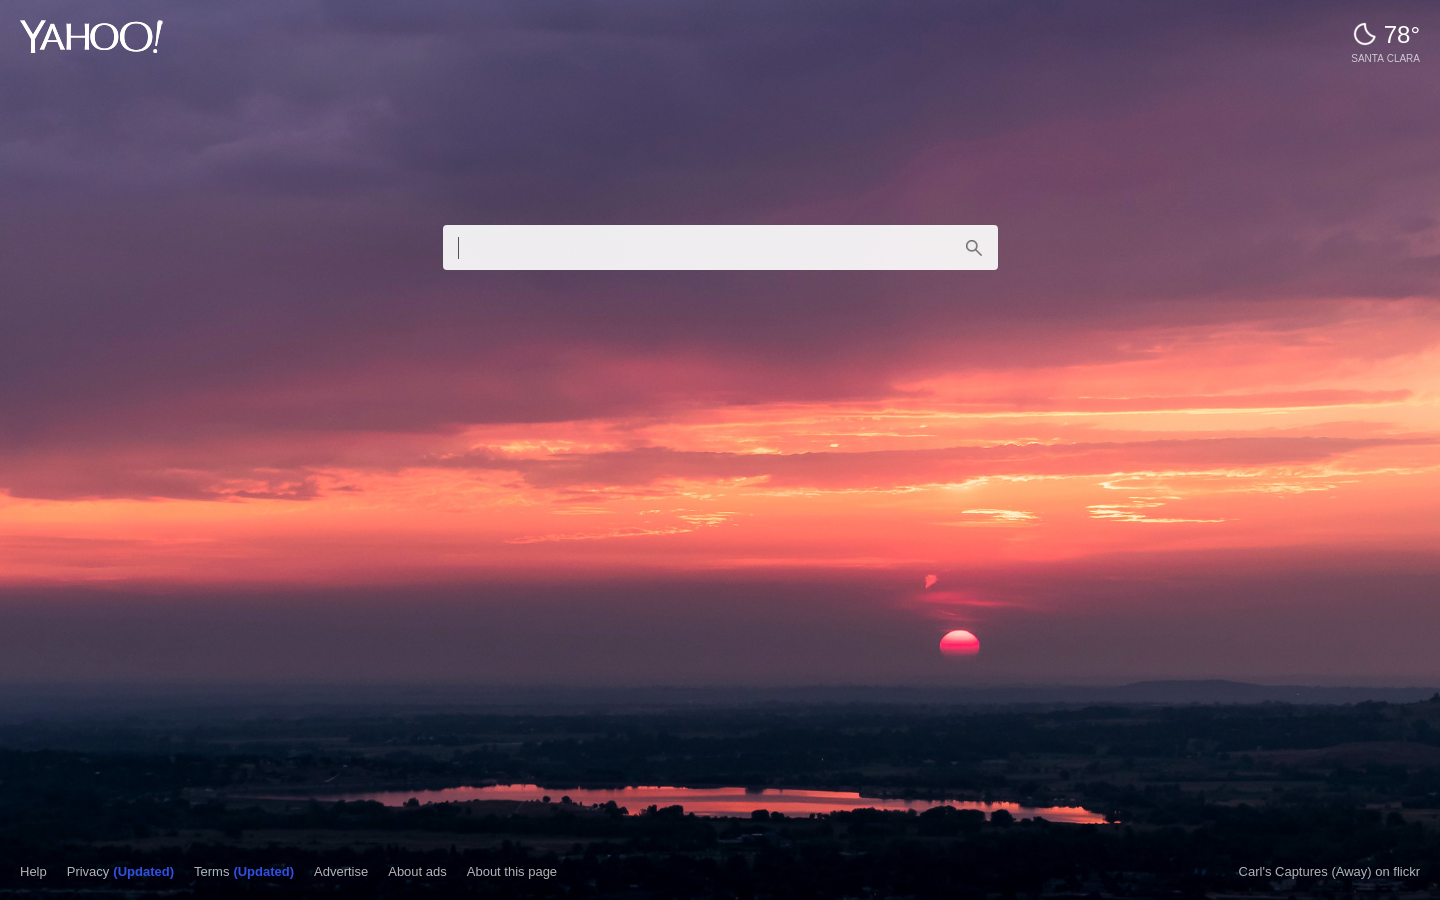 YAHOO!
78°
SANTA CLARA
Help Privacy (Updated) Terms (Updated) Advertise About ads About this page
Carl's Captures (Away) on flickr